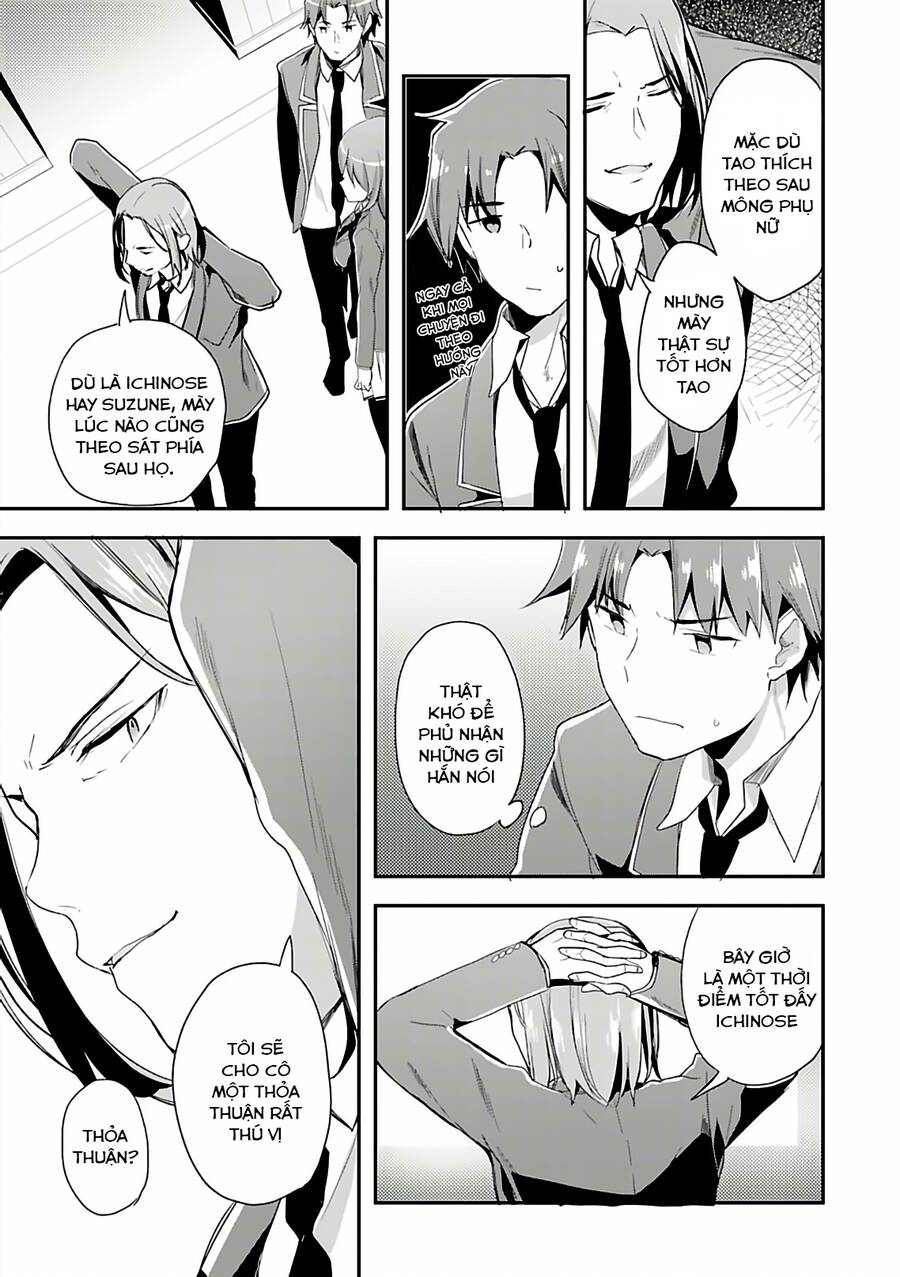 MẶC DÙ
TAO THÍCH
THEO SAU
MÔNG PHỤ
NỮ
NHƯNG
MÀY
THẬT SỰ
TỐT HƠN
TAO
NGAY CẢ
KHI MỌI
CHUYỆN ĐI
THEO
HƯỚNG
NÀY
DÙ LÀ ICHINOSE
HAY SUZUNE, MÀY
LÚC NÀO CŨNG
THEO SÁT PHÍA
SAU HỌ.
THẬT
KHÓ ĐỂ
PHỦ NHẬN
NHỮNG GÌ
HẮN NÓI
BÂY GIỜ
LÀ MỘT THỜI
ĐIỂM TỐT ĐẤY
ICHINOSE
TÔI SẼ
CHO CÔ
MỘT THỎA
THUẬN RẤT
THÚ VỊ
THỎA
THUẬN?